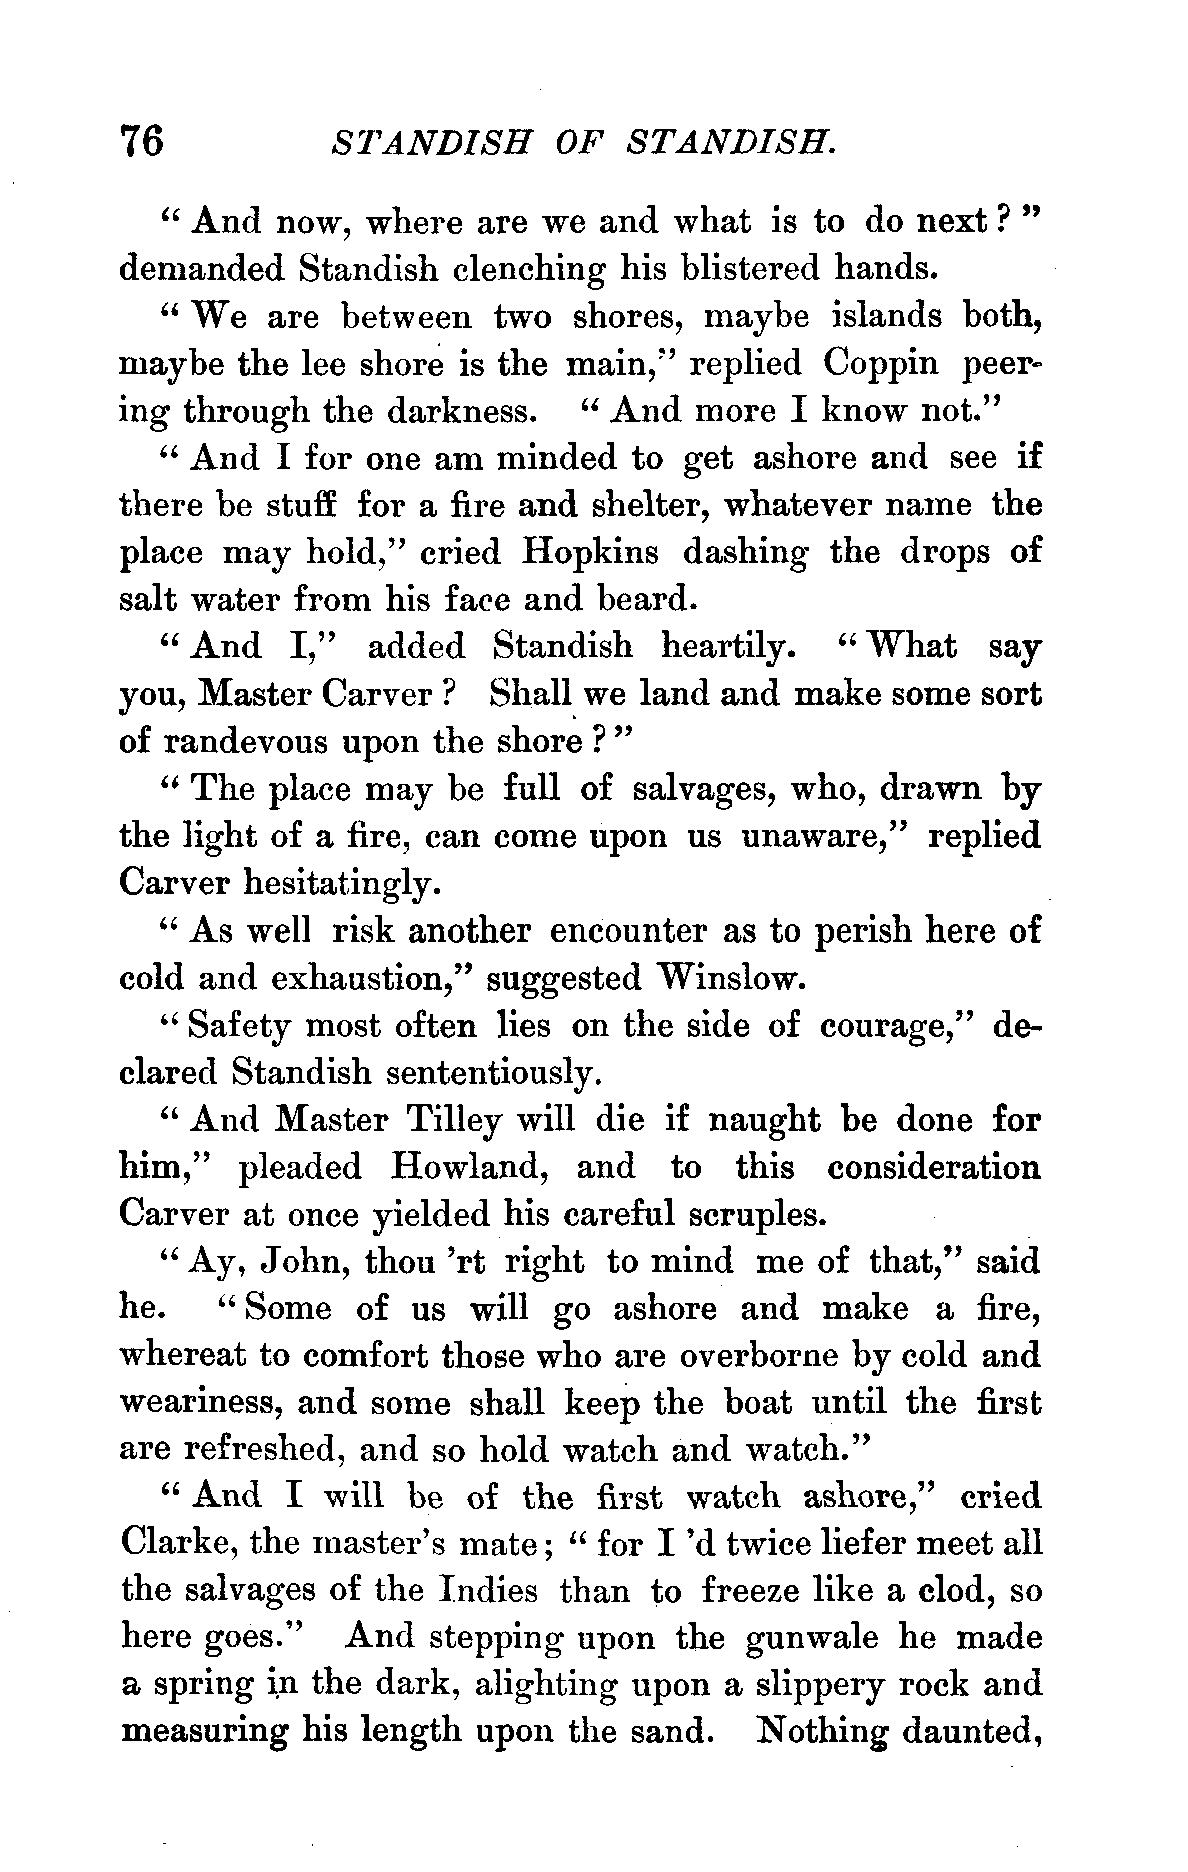 76 STANDISH OF STANDISH.
" And now, where are we and what is to do next ? "
demanded Standish clenching his blistered hands.
" We are between two shores, maybe islands both,
maybe the lee shore is the main," replied Coppin peer-
ing through the darkness. " And more I know not."
" And I for one am minded to get ashore and see if
there be stuff for a fire and shelter, whatever name the
place may hold," cried Hopkins dashing the drops of
salt water from his face and beard.
" And I," added Standish heartily. " What say
you, Master Carver ? Shall we land and make some sort
of randevous upon the shore ? "
" The place may be full of salvages, who, drawn by
the light of a fire, can come upon us unaware," replied
Carver hesitatingly.
" As well risk another encounter as to perish here of
cold and exhaustion," suggested Winslow.
" Safety most often lies on the side of courage," de-
clared Standish sententiously.
" And Master Tilley will die if naught be done for
him," pleaded Howland, and to this consideration
Carver at once yielded his careful scruples.
" Ay, John, thou 'rt right to mind me of that," said
he. " Some of us will go ashore and make a fire,
whereat to comfort those who are overborne by cold and
weariness, and some shall keep the boat until the first
are refreshed, and so hold watch and watch."
" And I will be of the first watch ashore," cried
Clarke, the master's mate ; " for I 'd twice liefer meet all
the salvages of the Indies than to freeze like a clod, so
here goes." And stepping upon the gunwale he made
a spring in the dark, alighting upon a slippery rock and
measuring his length upon the sand. Nothing daunted,